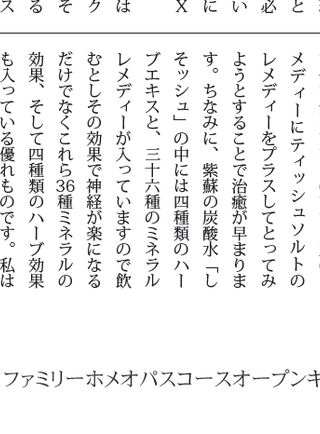 と
必
い
に
X
は
ク
そ
る
ス
メディーにティッシュソルトの
レメディーをプラスしてとってみ
ようとすることで治癒が早まりま
す。ちなみに、紫蘇の炭酸水「し
そッシュ」の中には四種類のハー
ブエキスと、三十六種のミネラル
レメディーが入っていますので飲
むとしその効果で神経が楽になる
だけでなくこれら36種ミネラルの
効果、そして四種類のハーブ効果
も入っている優れものです。私は
ファミリーホメオパスコースオープンキ